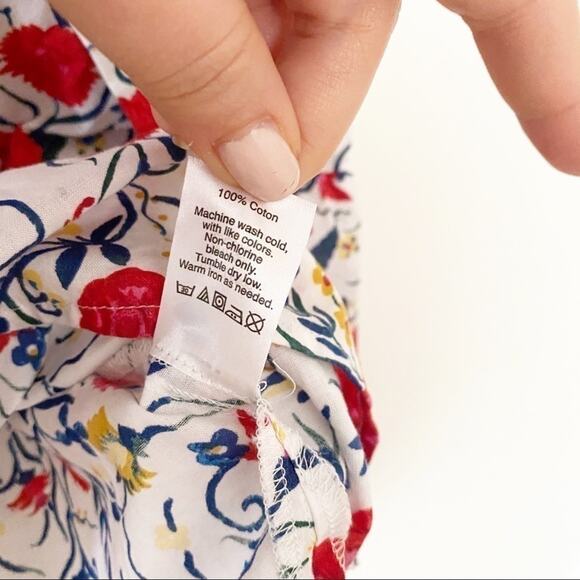 100% Coton
Machine wash cold,
with like colors.
Non-chlorine
bleach only.
Tumble dry low.
Warm iron as needed.